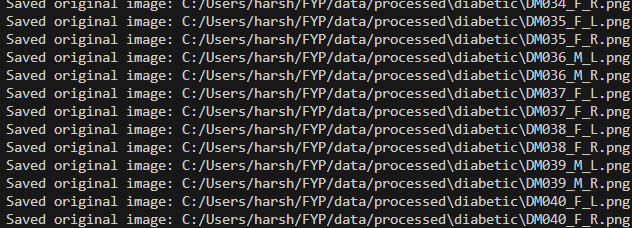 Saved original image: C:/Users/harsh/FYP/data/processed\diabetic\DM034_F_R.png
Saved original image: C:/Users/harsh/FYP/data/processed\diabetic\DM035_F_L.png
Saved original image: C:/Users/harsh/FYP/data/processed\diabetic\DM035_F_R.png
Saved original image: C:/Users/harsh/FYP/data/processed\diabetic\DM036_M_L.png
Saved original image: C:/Users/harsh/FYP/data/processed\diabetic\DM036_M_R.png
Saved original image: C:/Users/harsh/FYP/data/processed\diabetic\DM037_F_L.png
Saved original image: C:/Users/harsh/FYP/data/processed\diabetic\DM037_F_R.png
Saved original image: C:/Users/harsh/FYP/data/processed\diabetic\DM038_F_L.png
Saved original image: C:/Users/harsh/FYP/data/processed\diabetic\DM038_F_R.png
Saved original image: C:/Users/harsh/FYP/data/processed\diabetic\DM039_M_L.png
Saved original image: C:/Users/harsh/FYP/data/processed\diabetic\DM039_M_R.png
Saved original image: C:/Users/harsh/FYP/data/processed\diabetic\DM040_F_L.png
Saved original image: C:/Users/harsh/FYP/data/processed\diabetic\DM040_F_R.png